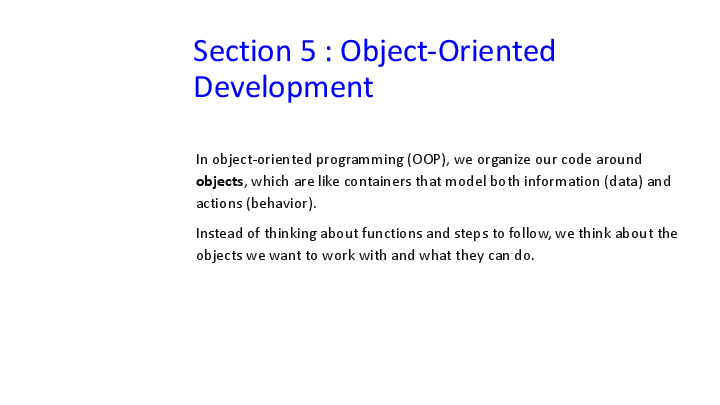 Section 5 : Object-Oriented
Development
In object-oriented programming (OOP), we organize our code around
objects, which are like containers that model both information (data) and
actions (behavior).
Instead of thinking about functions and steps to follow, we think about the
objects we want to work with and what they can do.